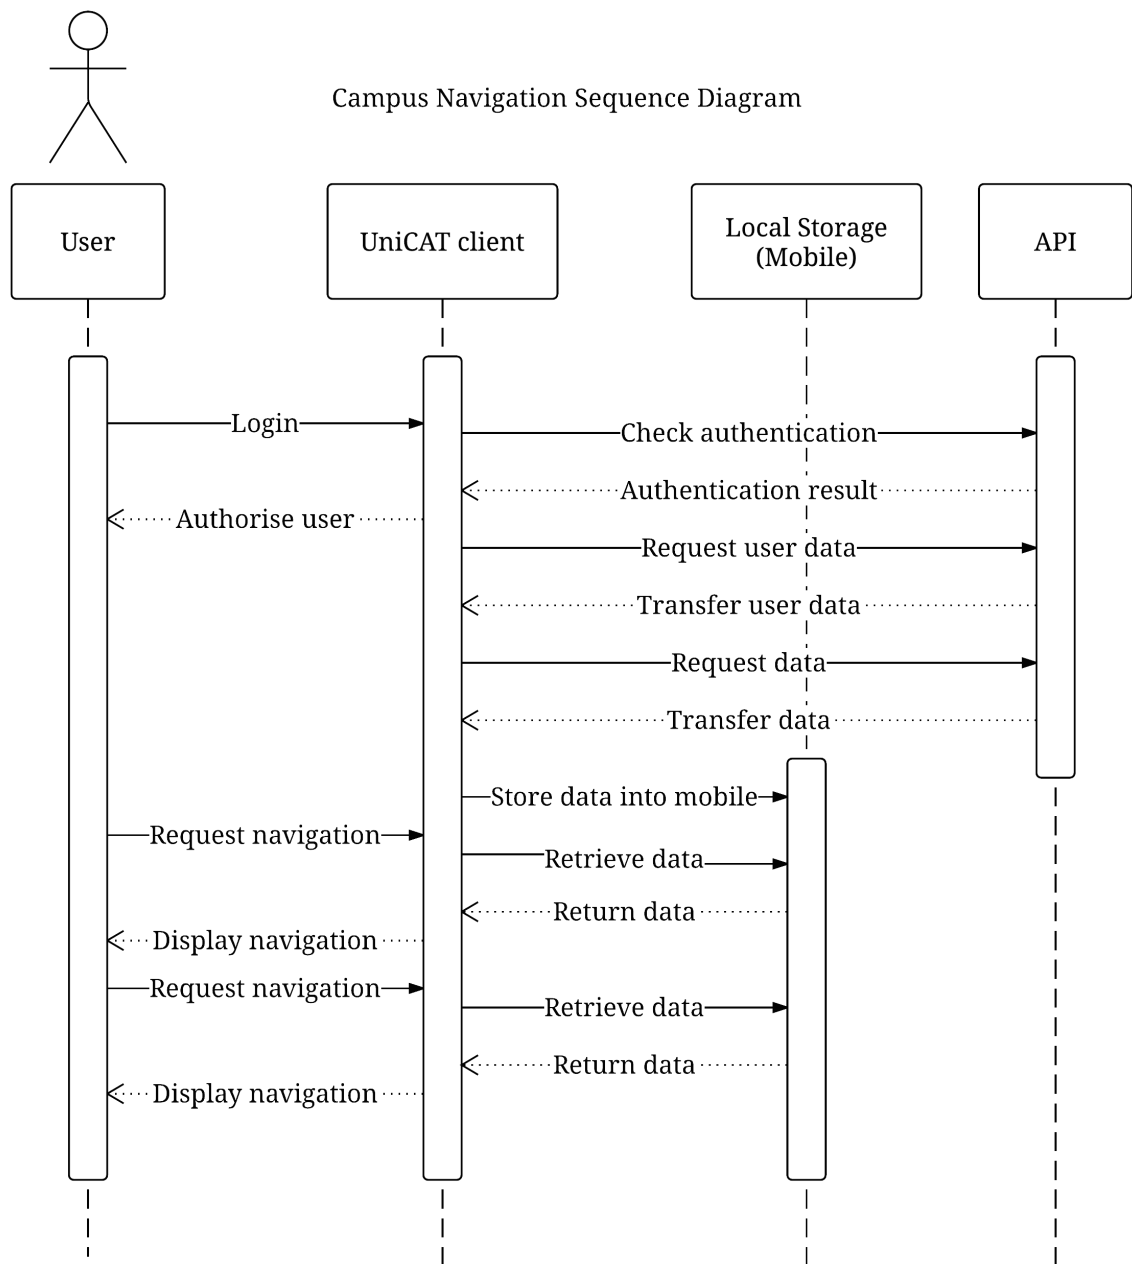 Campus Navigation Sequence Diagram
User
UniCAT client
Local Storage
(Mobile)
API
Login
Check authentication
Authentication result
Authorise user
Request user data
Transfer user data
Request data
Transfer data
Store data into mobile
Request navigation
Retrieve data
Return data
Display navigation
Request navigation
Retrieve data
Return data
Display navigation